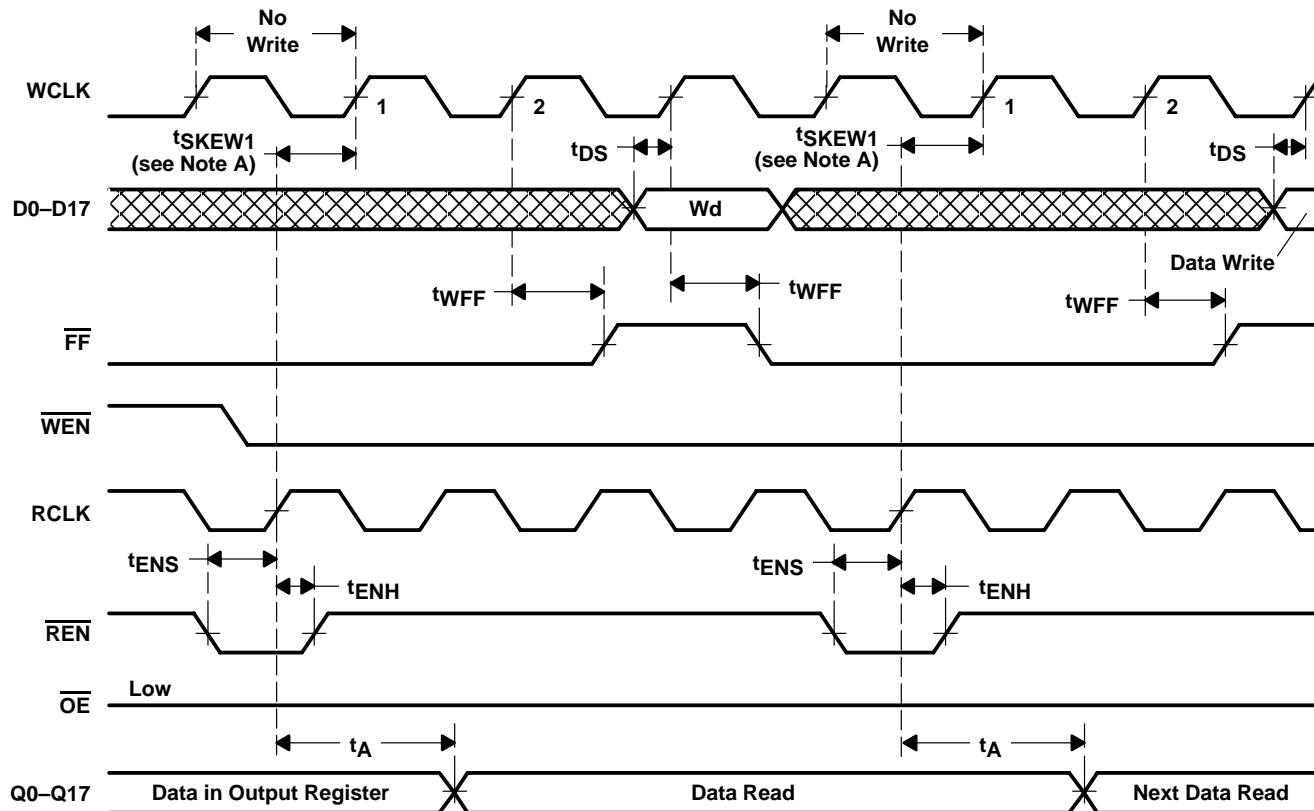 No
Write
No
Write
WCLK
1
2
1
2
tSKEW1
(see Note A)
tDS
tSKEW1
(see Note A)
tDS
D0–D17
Wd
Data Write
tWFF
tWFF
tWFF
FF
WEN
RCLK
tENS
tENH
tENS
tENH
REN
Low
OE
tA
tA
Q0–Q17
Data in Output Register
Data Read
Next Data Read